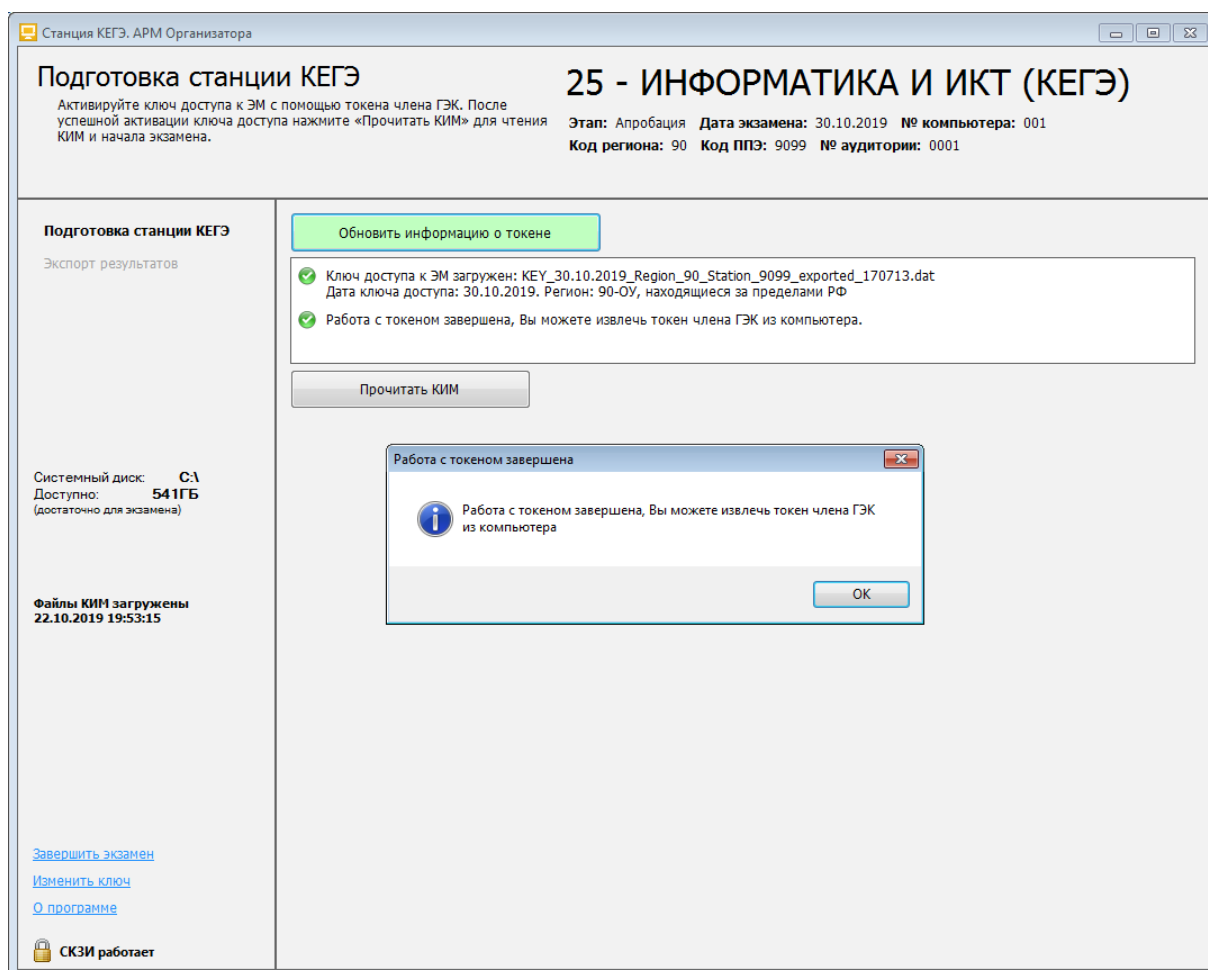 Станция КЕГЭ. АРМ Организатора
Подготовка станции КЕГЭ
Активируйте ключ доступа к ЭМ с помощью токена члена ГЭК. После
успешной активации ключа доступа нажмите «Прочитать КИМ» для чтения
КИМ и начала экзамена.
25 - ИНФОРМАТИКА И ИКТ (КЕГЭ)
Этап: Апробация Дата экзамена: 30.10.2019 № компьютера: 001
Код региона: 90 Код ППЭ: 9099 № аудитории: 0001
Подготовка станции КЕГЭ
Экспорт результатов
Обновить информацию о токене
Ключ доступа к ЭМ загружен: KEY_30.10.2019_Region_90_Station_9099_exported_170713.dat
Дата ключа доступа: 30.10.2019. Регион: 90-ОУ, находящиеся за пределами РФ
Работа с токеном завершена, Вы можете извлечь токен члена ГЭК из компьютера.
Прочитать КИМ
Работа с токеном завершена
Работа с токеном завершена, Вы можете извлечь токен члена ГЭК
из компьютера
OK
Системный диск: C:\
Доступно: 541ГБ
(достаточно для экзамена)
Файлы КИМ загружены
22.10.2019 19:53:15
Завершить экзамен
Изменить ключ
О программе
СКЗИ работает